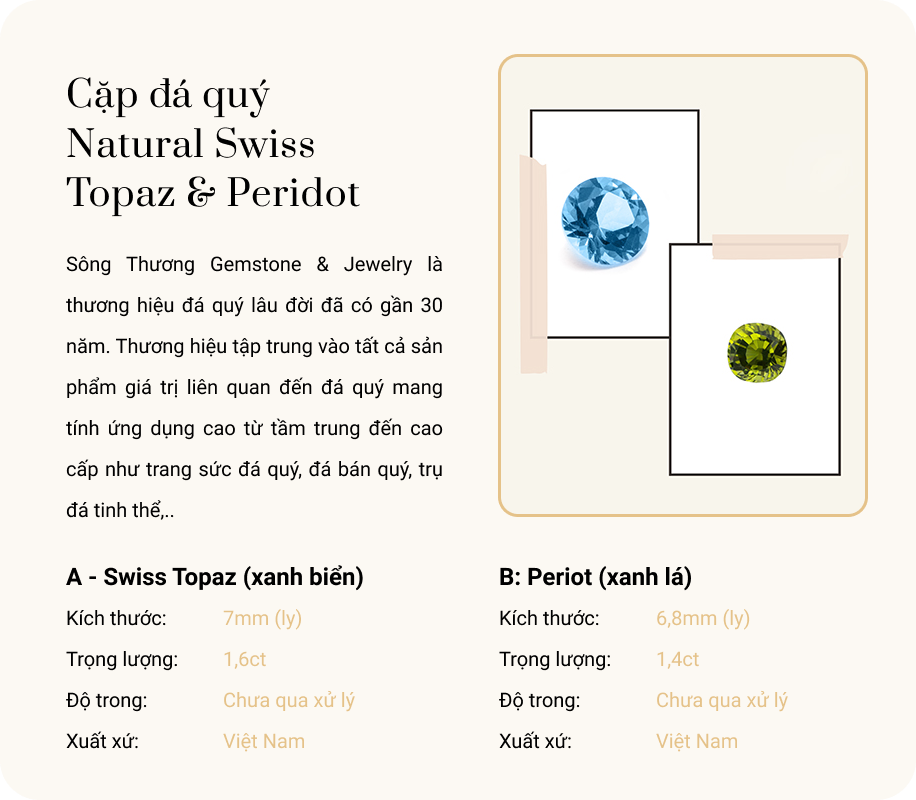 Cặp đá quý
Natural Swiss
Topaz & Peridot
Sông Thương Gemstone & Jewelry là
thương hiệu đá quý lâu đời đã có gần 30
năm. Thương hiệu tập trung vào tất cả sản
phẩm giá trị liên quan đến đá quý mang
tính ứng dụng cao từ tầm trung đến cao
cấp như trang sức đá quý, đá bán quý, trụ
đá tinh thể,..
A - Swiss Topaz (xanh biển)
Kích thước: 7mm (ly)
Trọng lượng: 1,6ct
Độ trong: Chưa qua xử lý
Xuất xứ: Việt Nam
B: Periot (xanh lá)
Kích thước: 6,8mm (ly)
Trọng lượng: 1,4ct
Độ trong: Chưa qua xử lý
Xuất xứ: Việt Nam